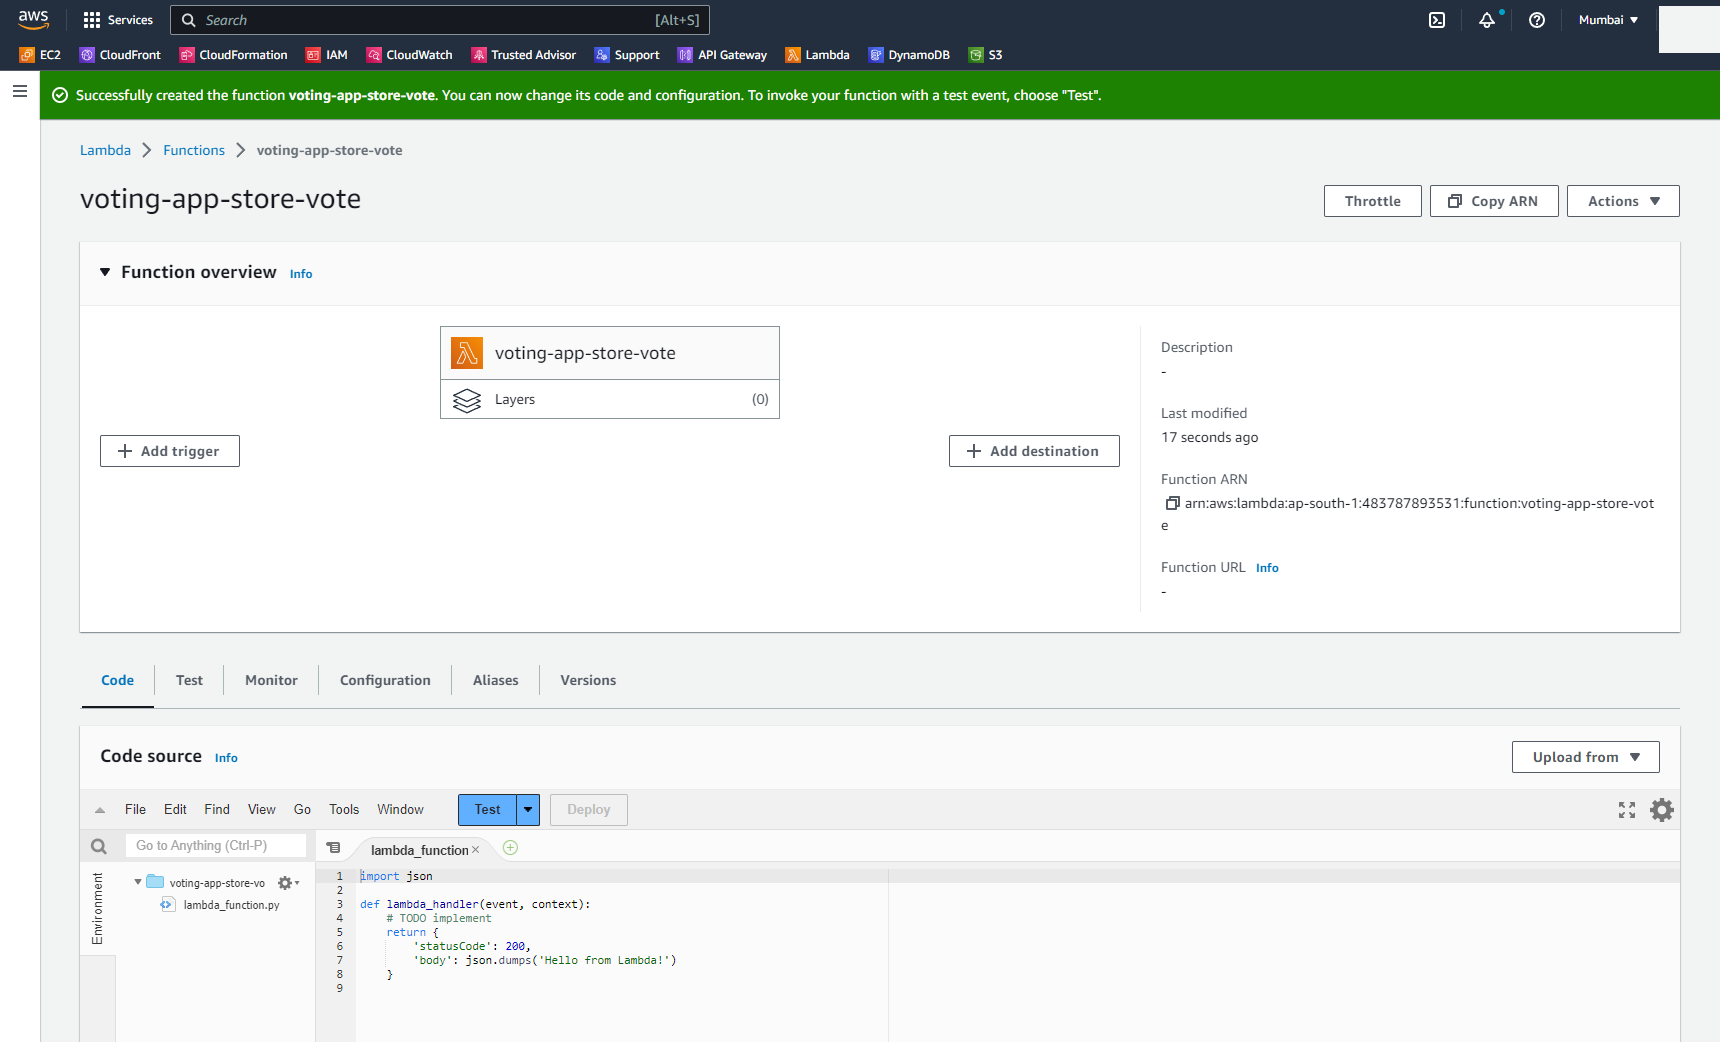 aws Services Search [Alt+S] Mumbai
EC2 CloudFront CloudFormation IAM CloudWatch Trusted Advisor Support API Gateway Lambda DynamoDB S3
Successfully created the function voting-app-store-vote. You can now change its code and configuration. To invoke your function with a test event, choose "Test".
Lambda Functions voting-app-store-vote
voting-app-store-vote
Throttle Copy ARN Actions
Function overview Info
voting-app-store-vote
Layers (0)
Add trigger
Add destination
Description
-
Last modified
17 seconds ago
Function ARN
arn:aws:lambda:ap-south-1:483787893531:function:voting-app-store-vot
e
Function URL Info
-
Code Test Monitor Configuration Aliases Versions
Code source Info
Upload from
File Edit Find View Go Tools Window Test Deploy
Go to Anything (Ctrl-P)
lambda_function ×
Environment
voting-app-store-vo
lambda_function.py
1 import json
2
3 def lambda_handler(event, context):
4     # TODO implement
5     return {
6         'statusCode': 200,
7         'body': json.dumps('Hello from Lambda!')
8     }
9